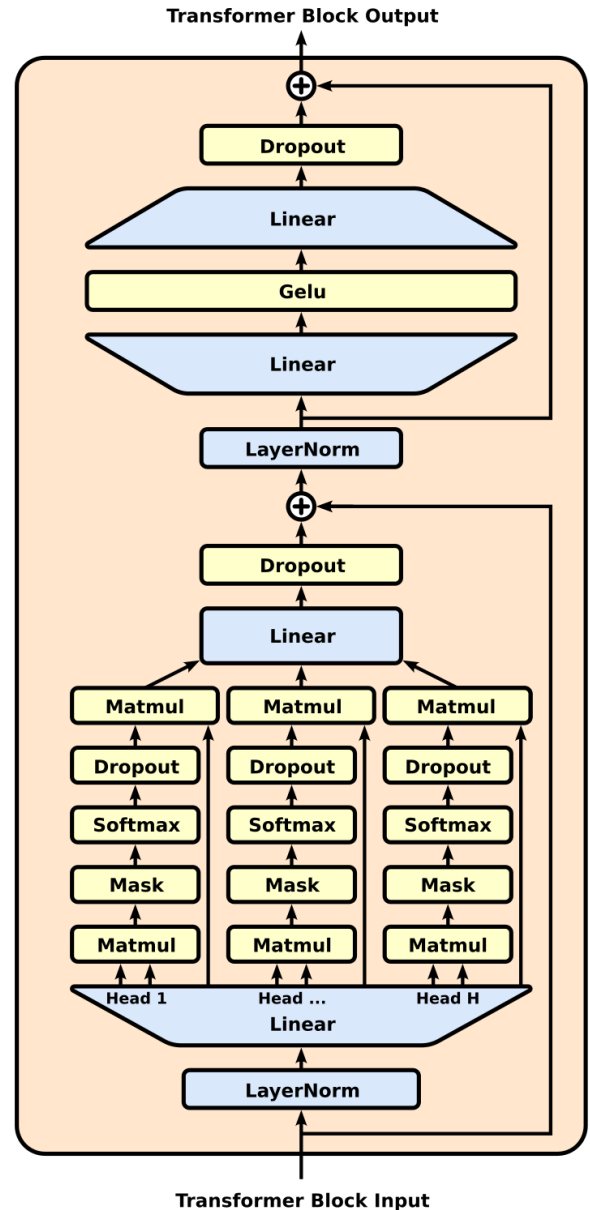 Transformer Block Output
Dropout
Linear
Gelu
Linear
LayerNorm
Dropout
Linear
Matmul Matmul Matmul
Dropout Dropout Dropout
Softmax Softmax Softmax
Mask Mask Mask
Matmul Matmul Matmul
Head 1 Head ... Head H
Linear
LayerNorm
Transformer Block Input